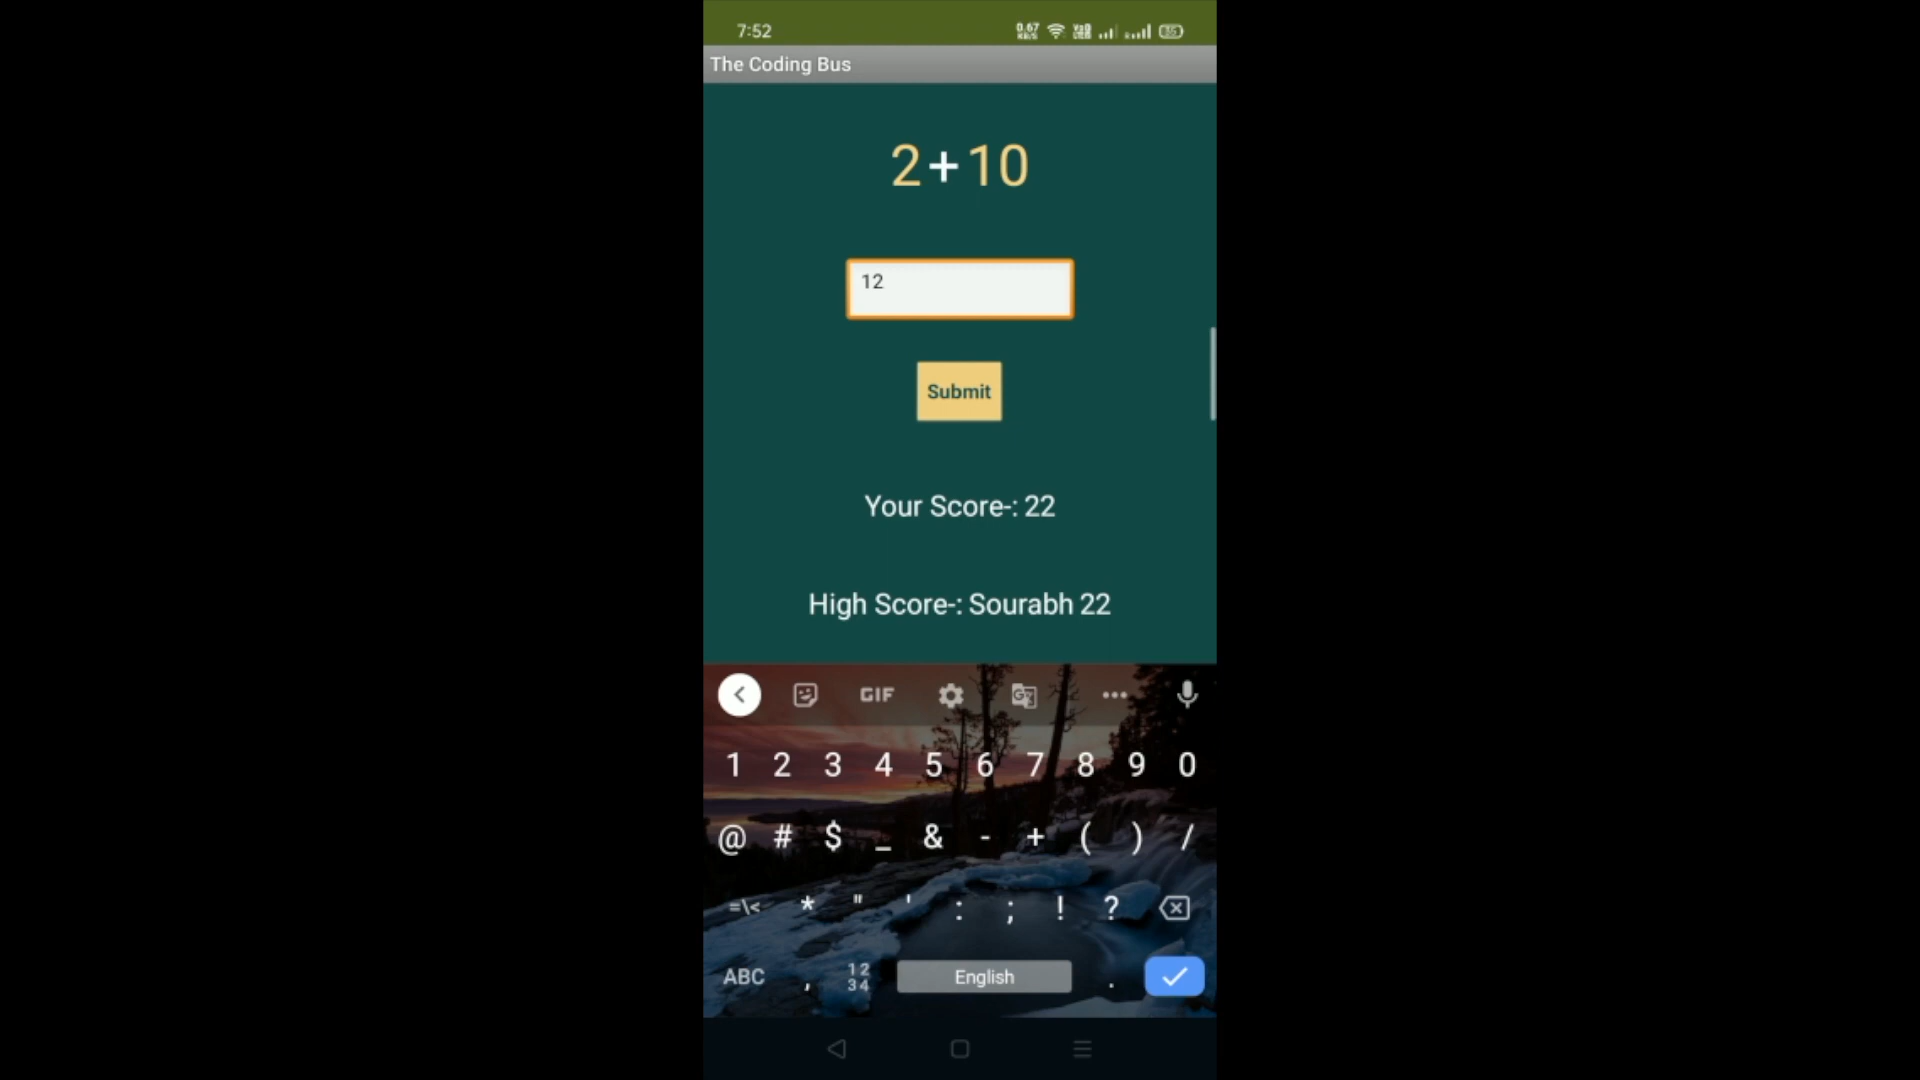 7:52
The Coding Bus
2+10
12
Submit
Your Score-: 22
High Score-: Sourabh 22
GIF
1 2 3 4 5 6 7 8 9 0
@ # $ _ & - + ( ) /
=\< * " ' : ; ! ?
ABC , 12 34 English .